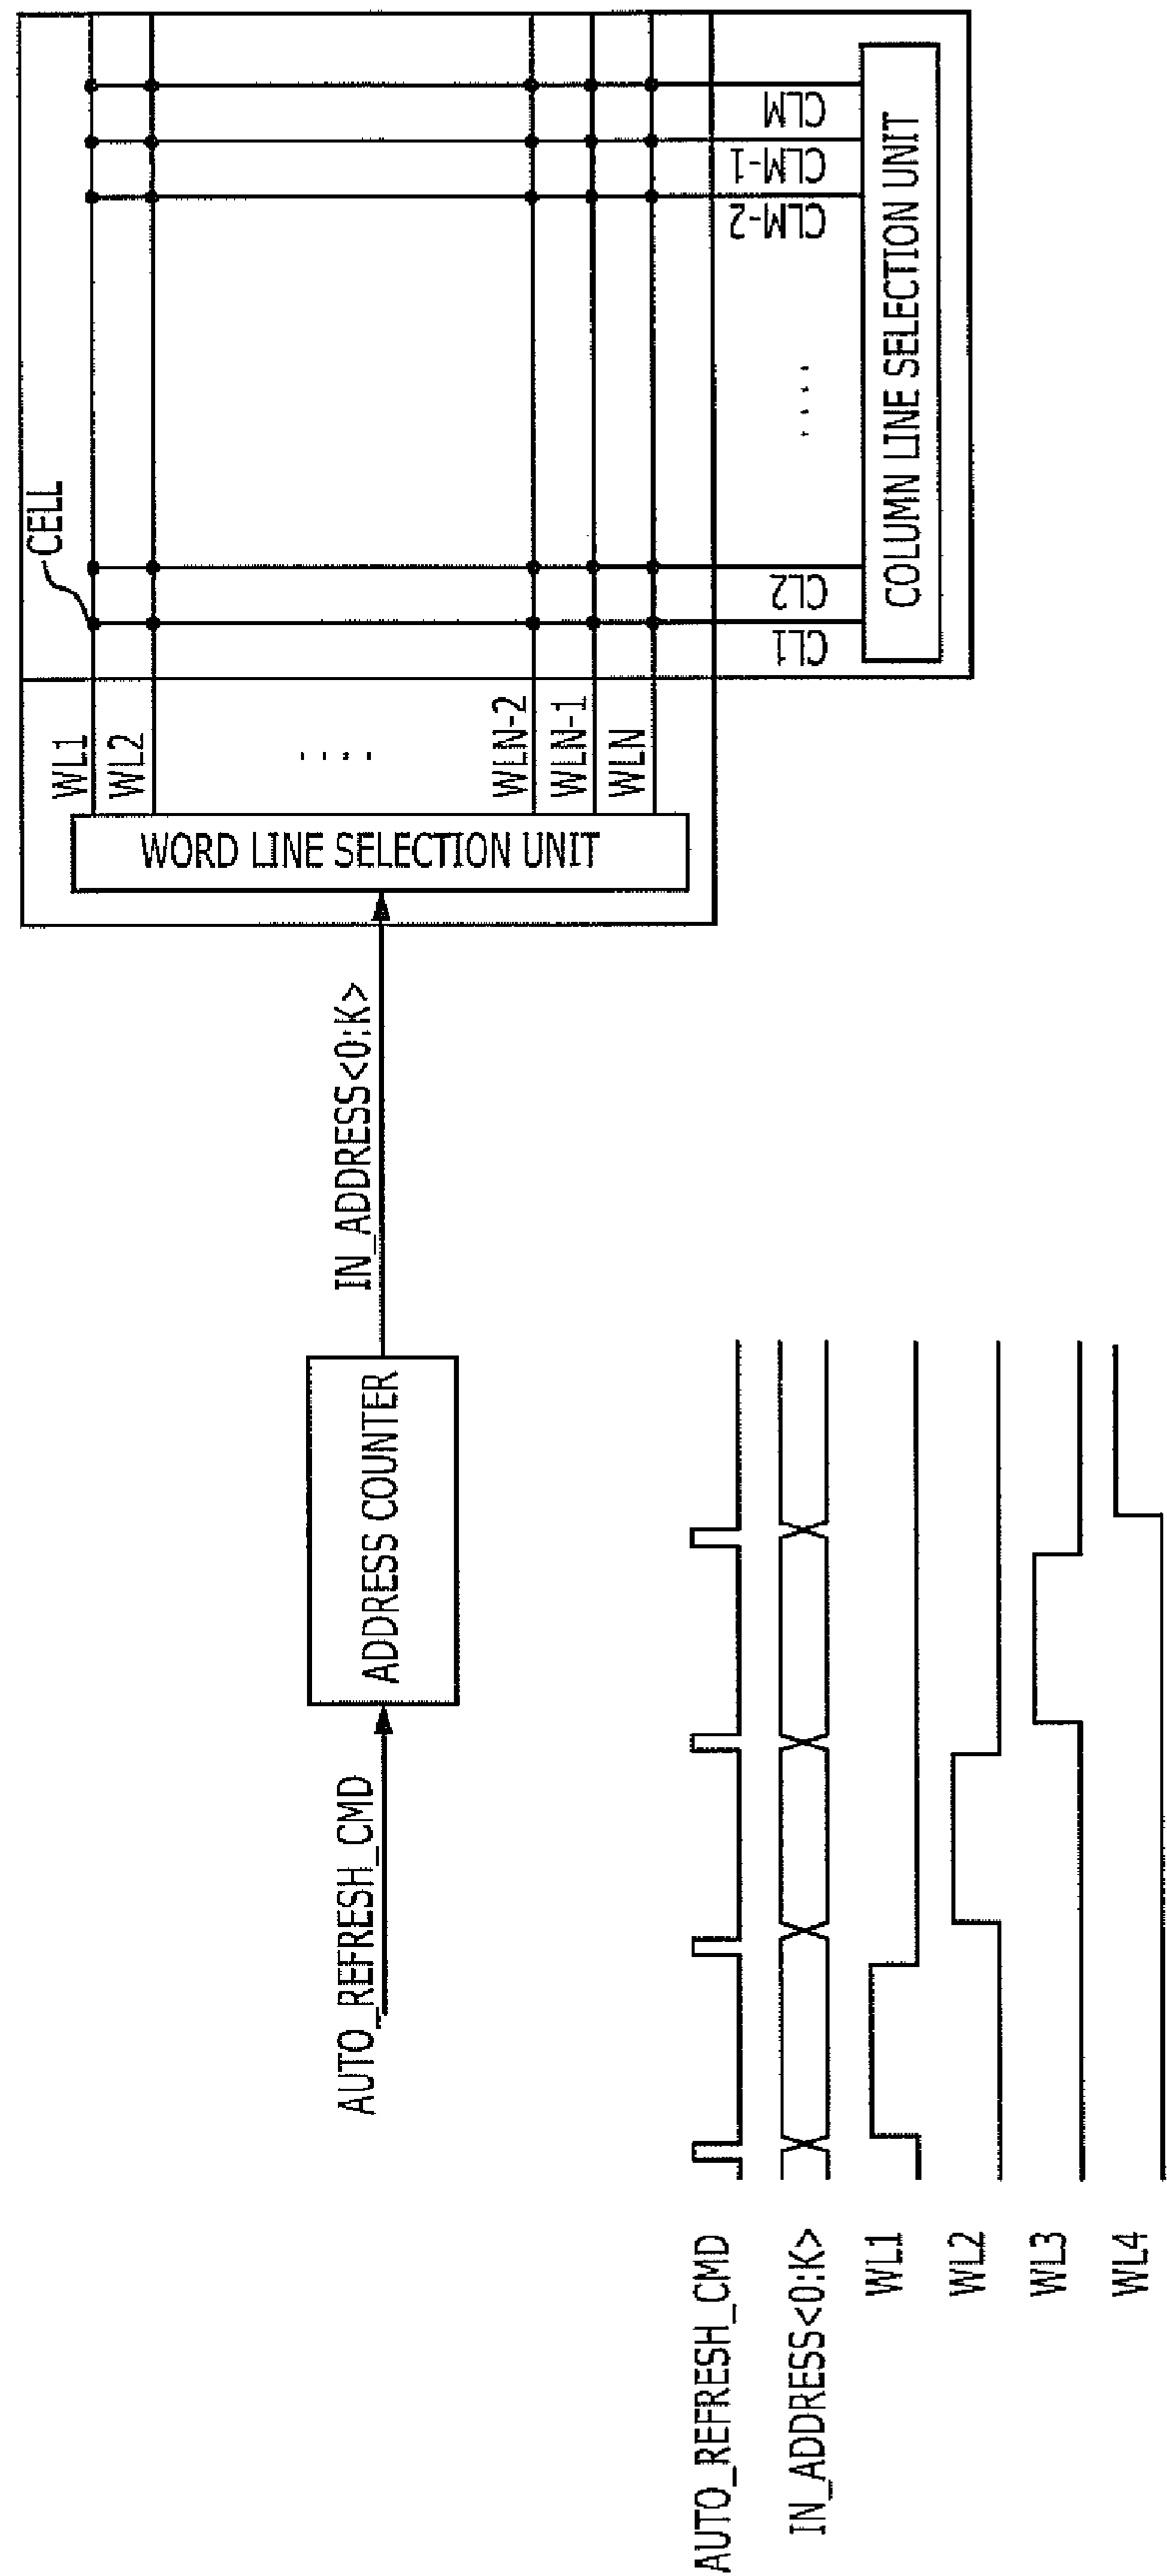 AUTO_REFRESH_CMD
ADDRESS COUNTER
IN_ADDRESS<0:K>
WORD LINE SELECTION UNIT
WL1
WL2
....
WLN-2
WLN-1
WLN
CELL
CL1
CL2
....
CLM-2
CLM-1
CLM
COLUMN LINE SELECTION UNIT
AUTO_REFRESH_CMD
IN_ADDRESS<0:K>
WL1
WL2
WL3
WL4